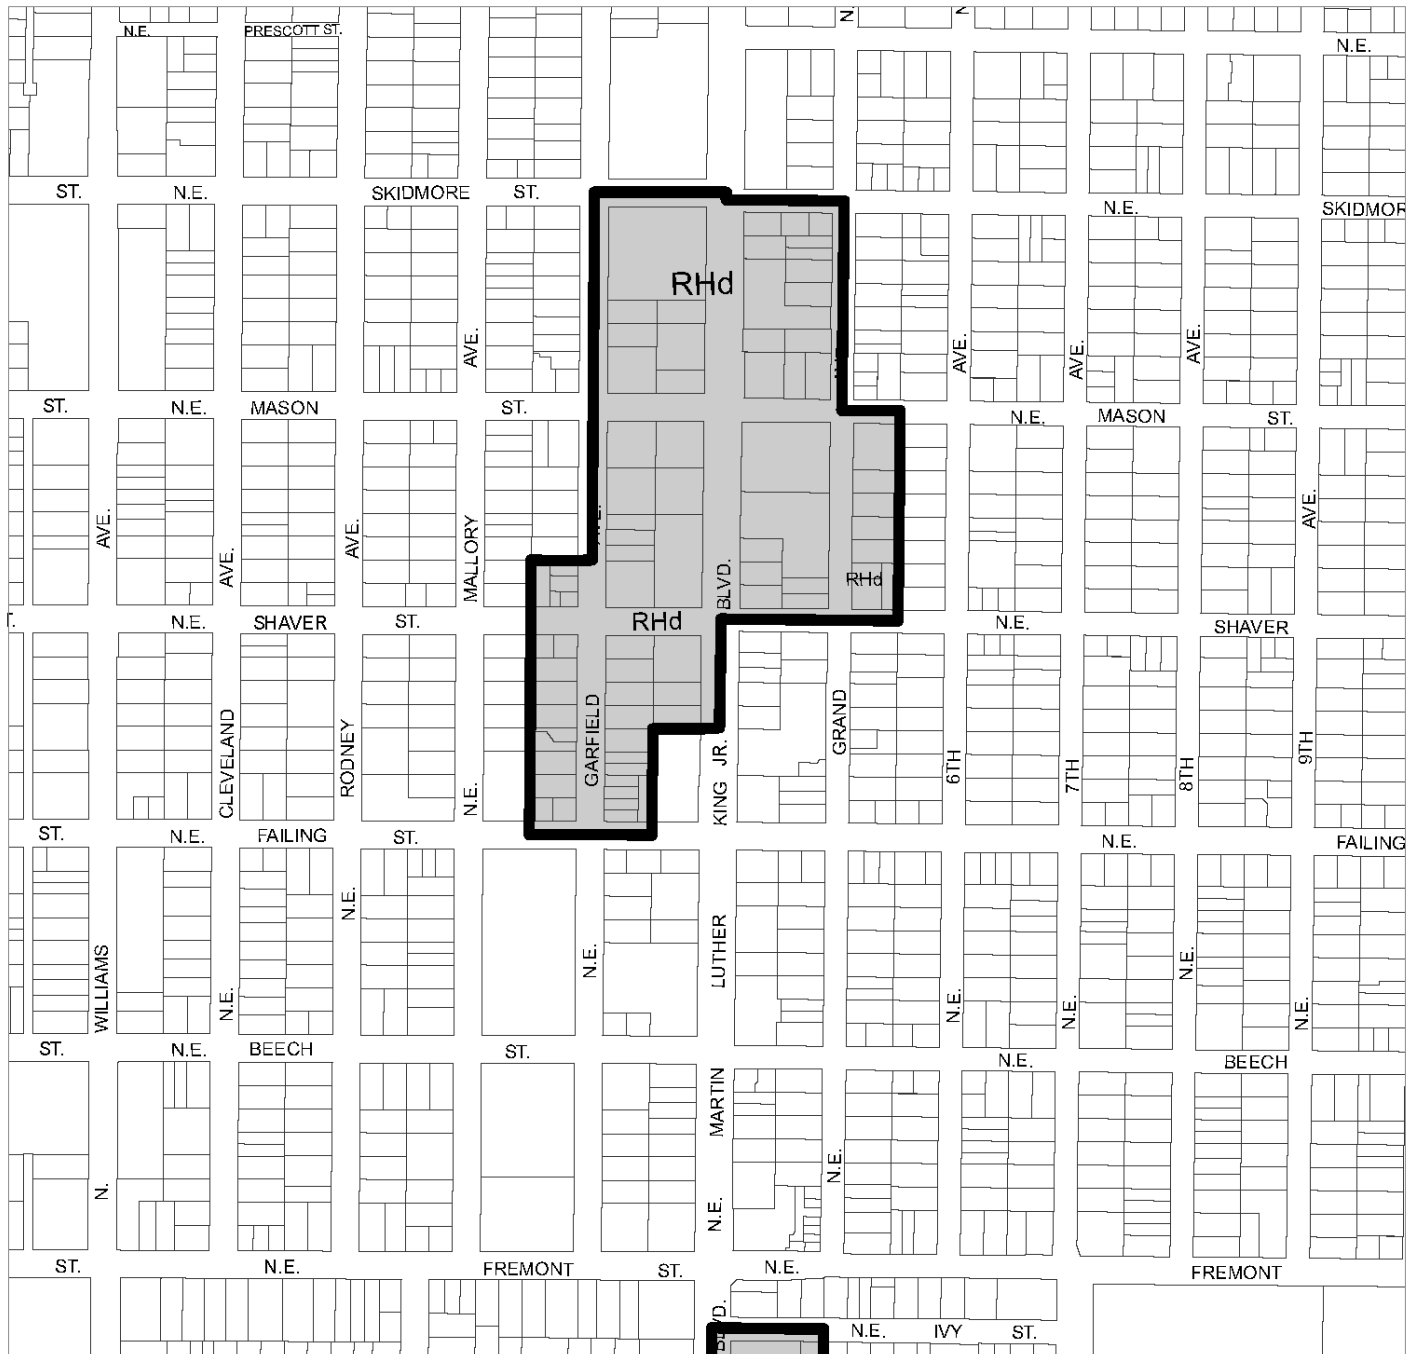 N.E. PRESCOTT ST.
N.
N.
N.E.
ST. N.E. SKIDMORE ST.
N.E. SKIDMOR
RHd
AVE.
AVE.
AVE.
AVE.
ST. N.E. MASON ST.
N.E. MASON ST.
AVE.
AVE.
AVE.
MALLORY
AVE.
BLVD.
RHd
AVE.
T. N.E. SHAVER ST.
RHd
N.E. SHAVER
CLEVELAND
RODNEY
N.E.
GARFIELD
KING JR.
GRAND
6TH
7TH
8TH
9TH
ST. N.E. FAILING ST.
N.E. FAILING
WILLIAMS
N.E.
N.E.
N.E.
LUTHER
N.E.
N.E.
N.E.
N.E.
ST. N.E. BEECH ST.
N.E. BEECH
N.
MARTIN
N.E.
N.E.
ST. N.E. FREMONT ST. N.E.
FREMONT
BLVD.
N.E. IVY ST.